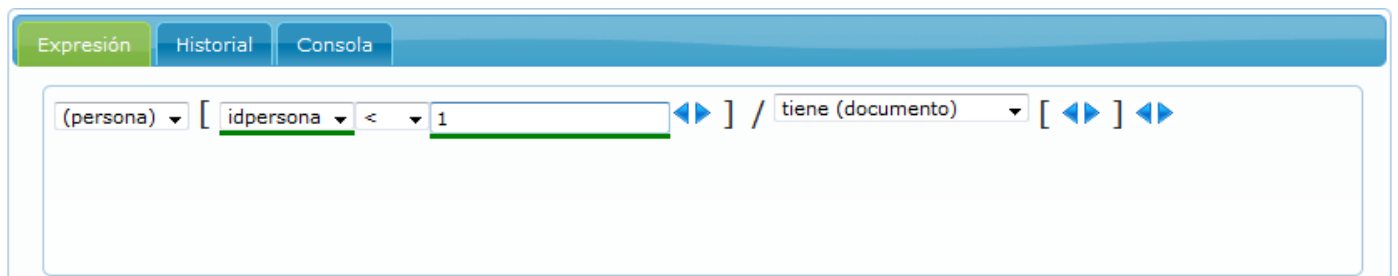 Expresión Historial Consola
(persona) [ idpersona < 1 ] / tiene (documento) [ ]